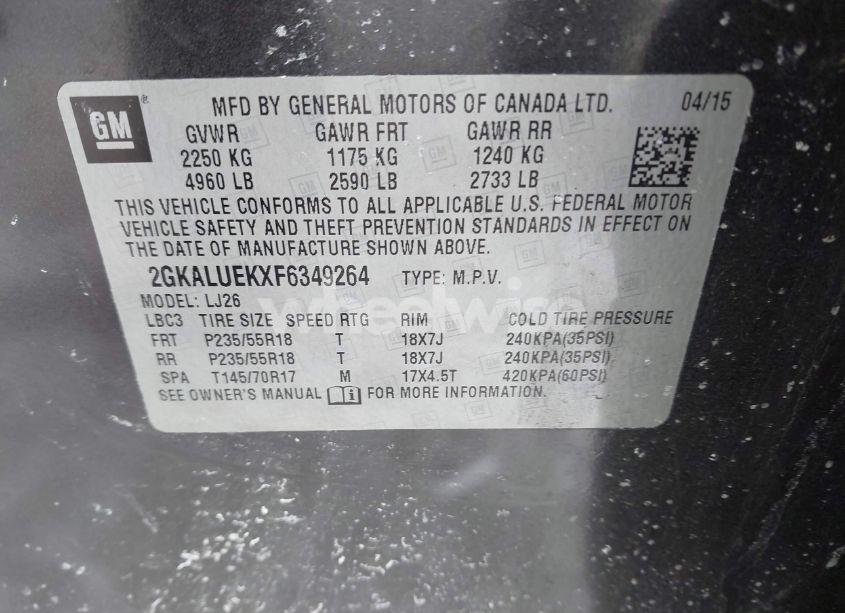 GM ® MFD BY GENERAL MOTORS OF CANADA LTD. 04/15
GVWR GAWR FRT GAWR RR
2250 KG 1175 KG 1240 KG
4960 LB 2590 LB 2733 LB
THIS VEHICLE CONFORMS TO ALL APPLICABLE U.S. FEDERAL MOTOR
VEHICLE SAFETY AND THEFT PREVENTION STANDARDS IN EFFECT ON
THE DATE OF MANUFACTURE SHOWN ABOVE.
2GKALUEKXF6349264 TYPE: M.P.V.
MODEL: LJ26
wheelwise
LBC3 TIRE SIZE SPEED RTG RIM COLD TIRE PRESSURE
FRT P235/55R18 T 18X7J 240KPA(35PSI)
RR P235/55R18 T 18X7J 240KPA(35PSI)
SPA T145/70R17 M 17X4.5T 420KPA(60PSI)
SEE OWNER'S MANUAL i FOR MORE INFORMATION.